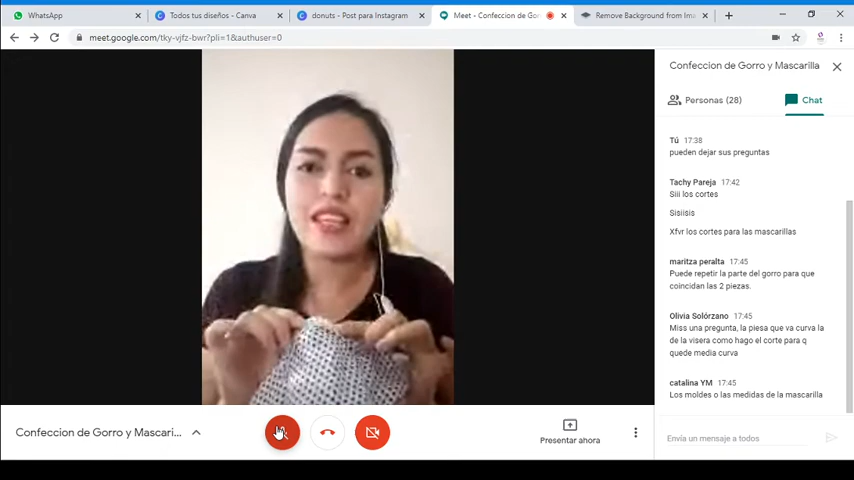 WhatsApp
Todos tus diseños - Canva
donuts - Post para Instagram
Meet - Confeccion de Gorr
Remove Background from Ima
meet.google.com/tky-vjfz-bwr?pli=1&authuser=0
Confeccion de Gorro y Mascarilla
Personas (28)
Chat
Tú 17:38
pueden dejar sus preguntas
Tachy Pareja 17:42
Siii los cortes
Sisiisis
Xfvr los cortes para las mascarillas
maritza peralta 17:45
Puede repetir la parte del gorro para que
coincidan las 2 piezas.
Olivia Solórzano 17:45
Miss una pregunta, la piesa que va curva la
de la visera como hago el corte para q
quede media curva
catalina YM 17:45
Los moldes o las medidas de la mascarilla
Confeccion de Gorro y Mascari...
Presentar ahora
Envía un mensaje a todos